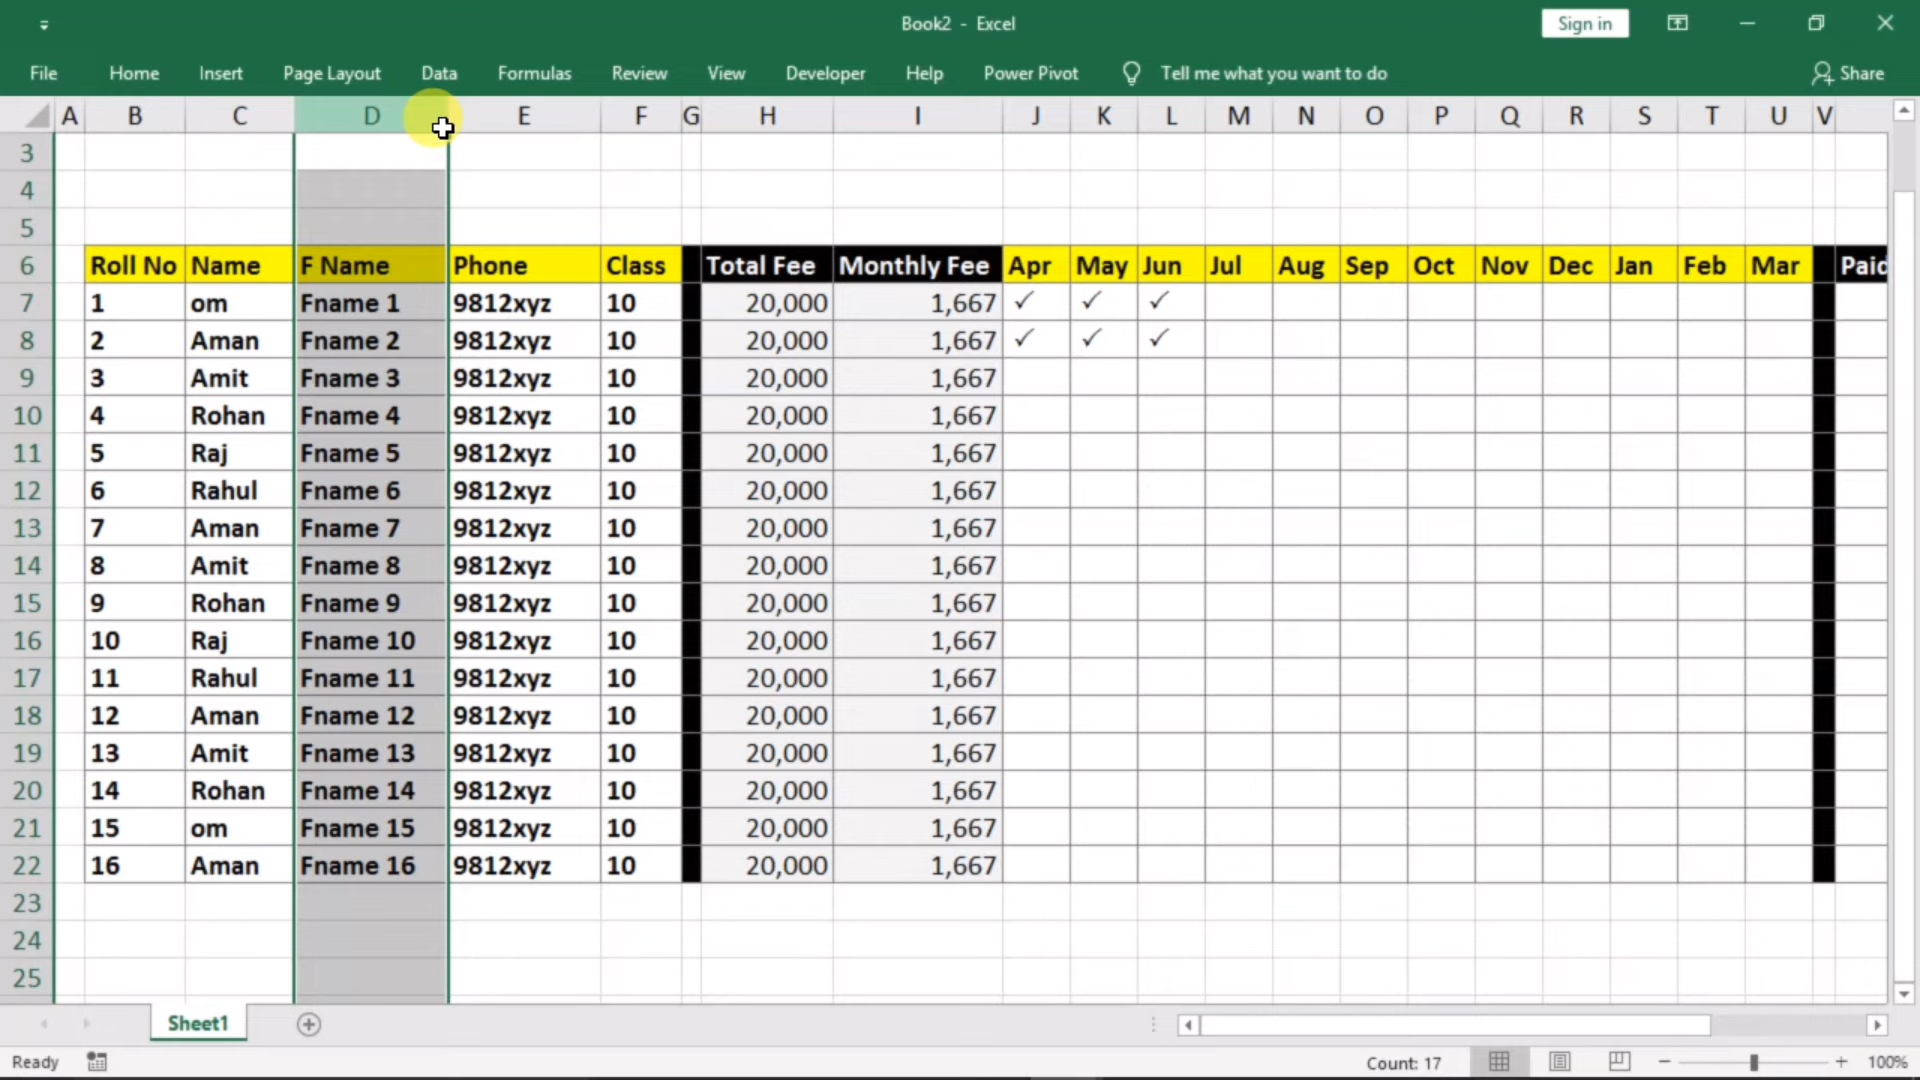 Book2 - Excel
Sign in
File Home Insert Page Layout Data Formulas Review View Developer Help Power Pivot Tell me what you want to do Share
A B C D E F G H I J K L M N O P Q R S T U V
3
4
5
6 Roll No Name F Name Phone Class Total Fee Monthly Fee Apr May Jun Jul Aug Sep Oct Nov Dec Jan Feb Mar Paid
7 1 om Fname 1 9812xyz 10 20,000 1,667 ✓ ✓ ✓
8 2 Aman Fname 2 9812xyz 10 20,000 1,667 ✓ ✓ ✓
9 3 Amit Fname 3 9812xyz 10 20,000 1,667
10 4 Rohan Fname 4 9812xyz 10 20,000 1,667
11 5 Raj Fname 5 9812xyz 10 20,000 1,667
12 6 Rahul Fname 6 9812xyz 10 20,000 1,667
13 7 Aman Fname 7 9812xyz 10 20,000 1,667
14 8 Amit Fname 8 9812xyz 10 20,000 1,667
15 9 Rohan Fname 9 9812xyz 10 20,000 1,667
16 10 Raj Fname 10 9812xyz 10 20,000 1,667
17 11 Rahul Fname 11 9812xyz 10 20,000 1,667
18 12 Aman Fname 12 9812xyz 10 20,000 1,667
19 13 Amit Fname 13 9812xyz 10 20,000 1,667
20 14 Rohan Fname 14 9812xyz 10 20,000 1,667
21 15 om Fname 15 9812xyz 10 20,000 1,667
22 16 Aman Fname 16 9812xyz 10 20,000 1,667
23
24
25
Sheet1
Ready Count: 17 100%